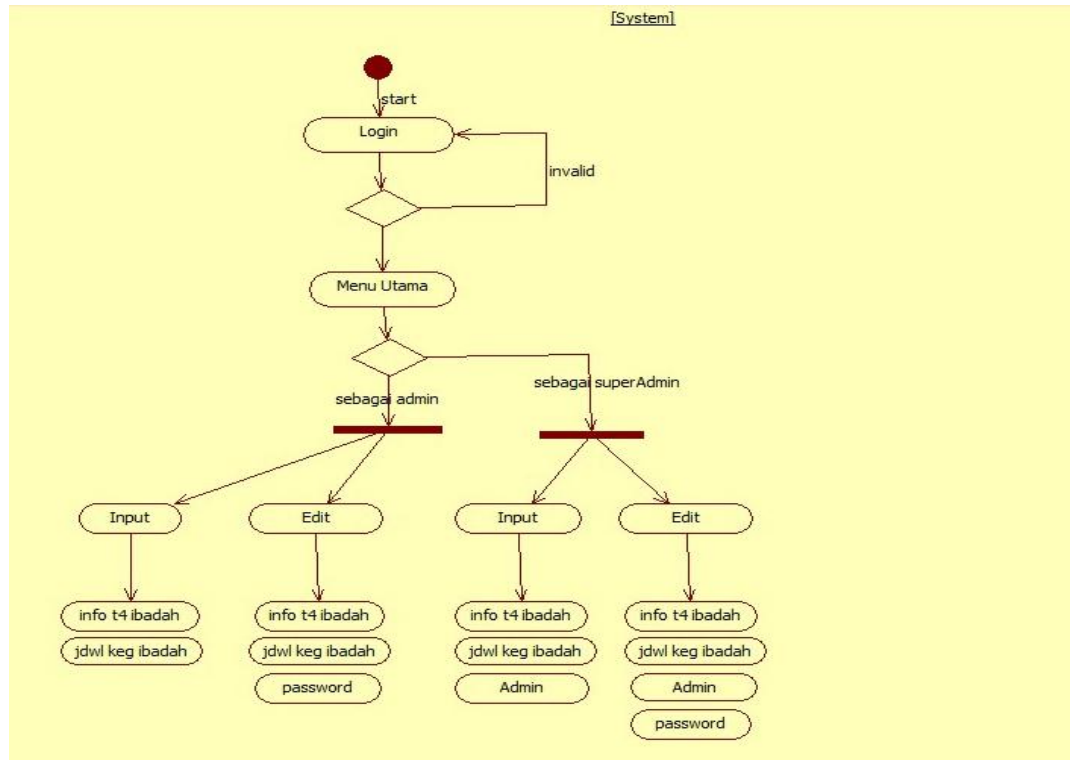 [System]
start
Login
invalid
Menu Utama
sebagai admin
sebagai superAdmin
Input
Edit
Input
Edit
info t4 ibadah
info t4 ibadah
info t4 ibadah
info t4 ibadah
jdwl keg ibadah
jdwl keg ibadah
jdwl keg ibadah
jdwl keg ibadah
password
Admin
Admin
password